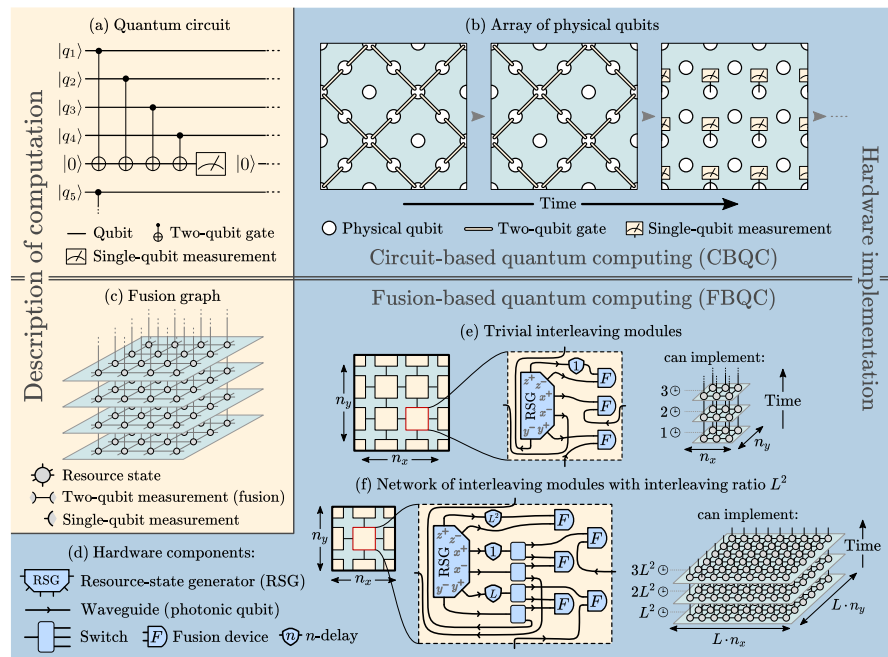 Description of computation
(a) Quantum circuit
|q₁⟩
|q₂⟩
|q₃⟩
|q₄⟩
|0⟩ |0⟩
|q₅⟩
Qubit Two-qubit gate
Single-qubit measurement
(b) Array of physical qubits
Time
Physical qubit Two-qubit gate Single-qubit measurement
Circuit-based quantum computing (CBQC)
Hardware implementation
(c) Fusion graph
Resource state
Two-qubit measurement (fusion)
Single-qubit measurement
Fusion-based quantum computing (FBQC)
(e) Trivial interleaving modules
n_y
n_x
RSG
z⁺ z⁻
x⁺
x⁻
y⁻ y⁺
1
F
F
F
can implement:
3
2
1
Time
n_x
n_y
(f) Network of interleaving modules with interleaving ratio L²
n_y
n_x
RSG
z⁺ z⁻
x⁺
x⁻
y⁻ y⁺
L²
1
L
F
F
F
F
F
F
can implement:
3L²
2L²
L²
Time
L·n_x
L·n_y
(d) Hardware components:
RSG Resource-state generator (RSG)
Waveguide (photonic qubit)
Switch F Fusion device n n-delay